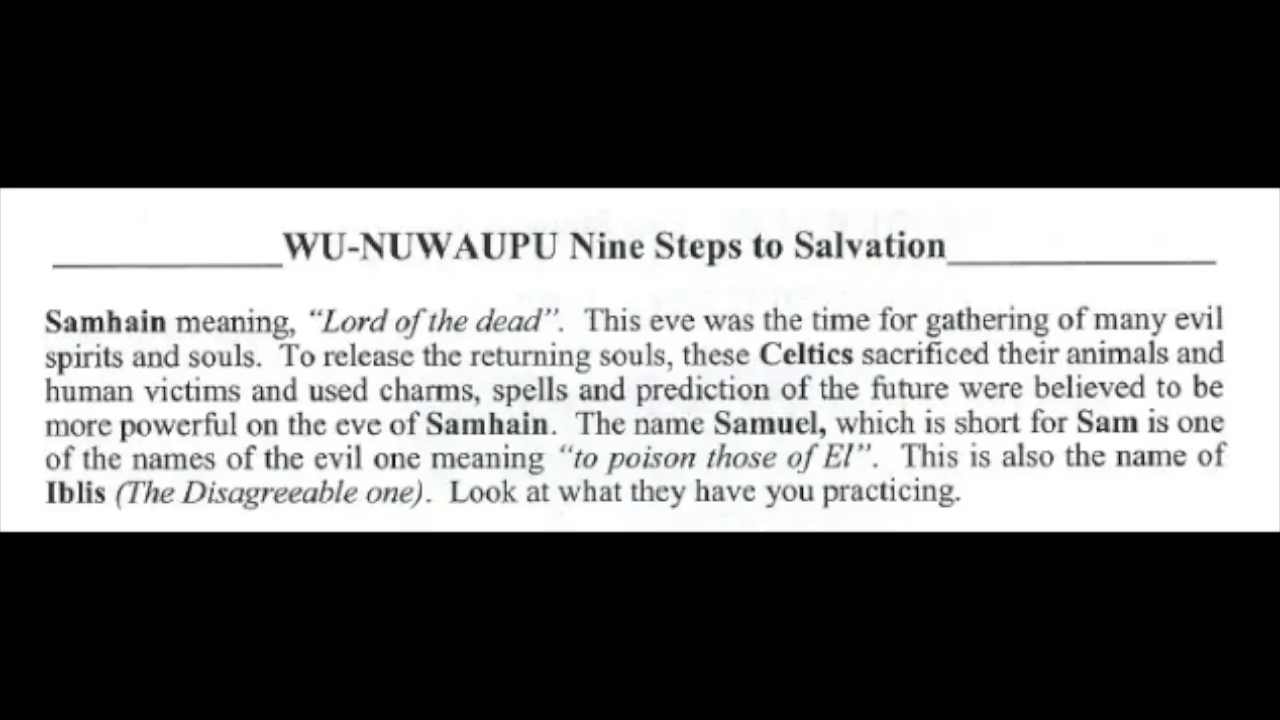 WU-NUWAUPU Nine Steps to Salvation
Samhain meaning, “Lord of the dead”. This eve was the time for gathering of many evil
spirits and souls. To release the returning souls, these Celtics sacrificed their animals and
human victims and used charms, spells and prediction of the future were believed to be
more powerful on the eve of Samhain. The name Samuel, which is short for Sam is one
of the names of the evil one meaning “to poison those of El”. This is also the name of
Iblis (The Disagreeable one). Look at what they have you practicing.